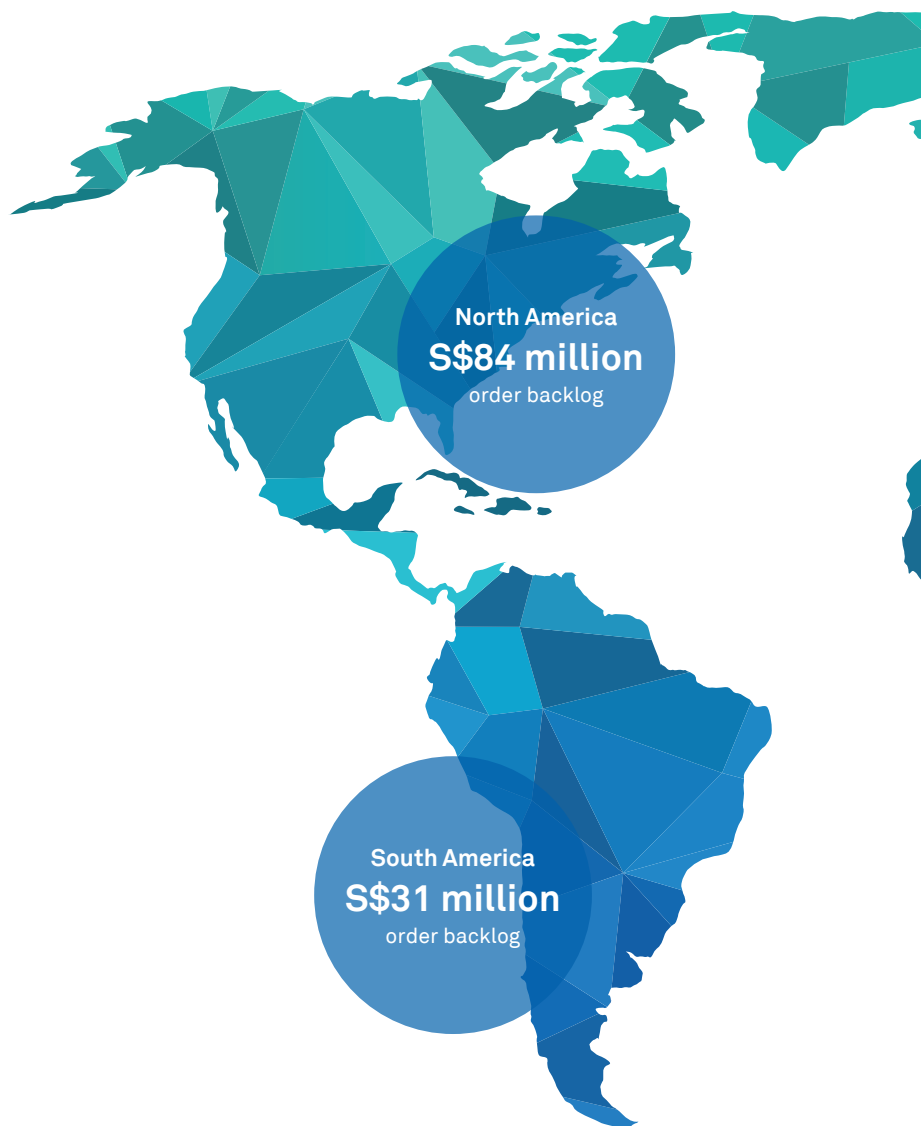 North America
S$84 million
order backlog
South America
S$31 million
order backlog